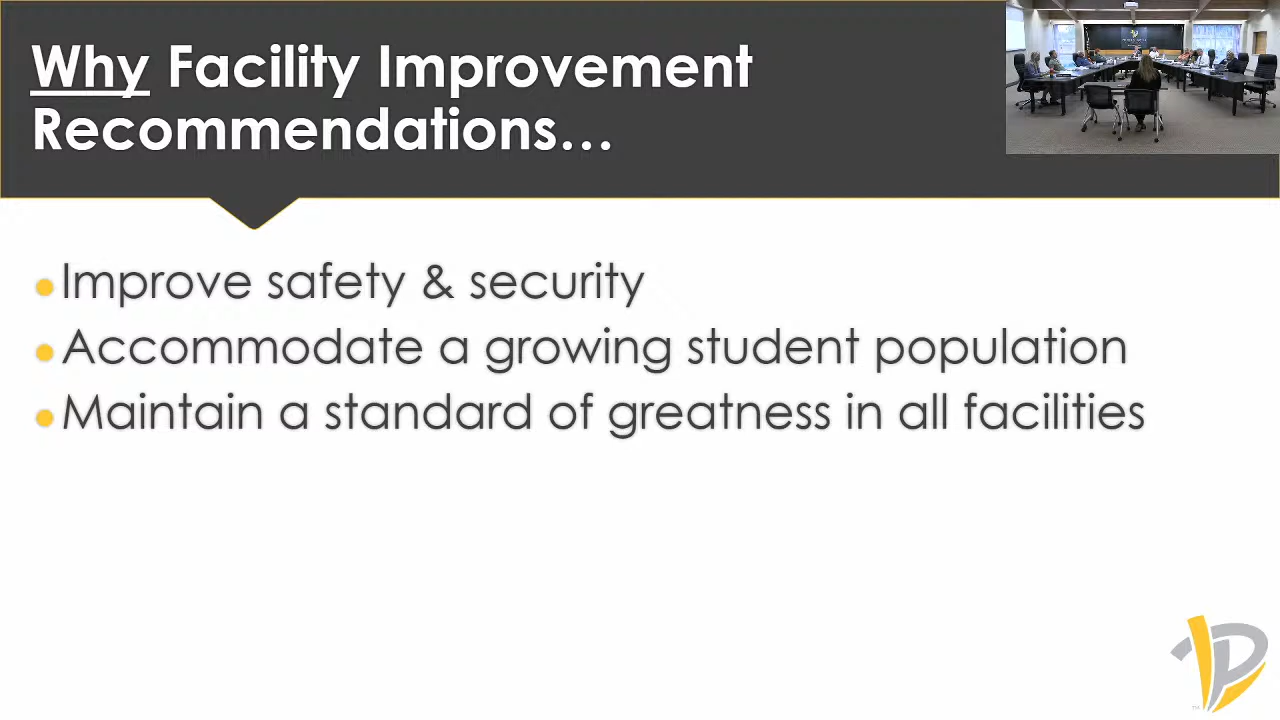 Why Facility Improvement
Recommendations…
Improve safety & security
Accommodate a growing student population
Maintain a standard of greatness in all facilities